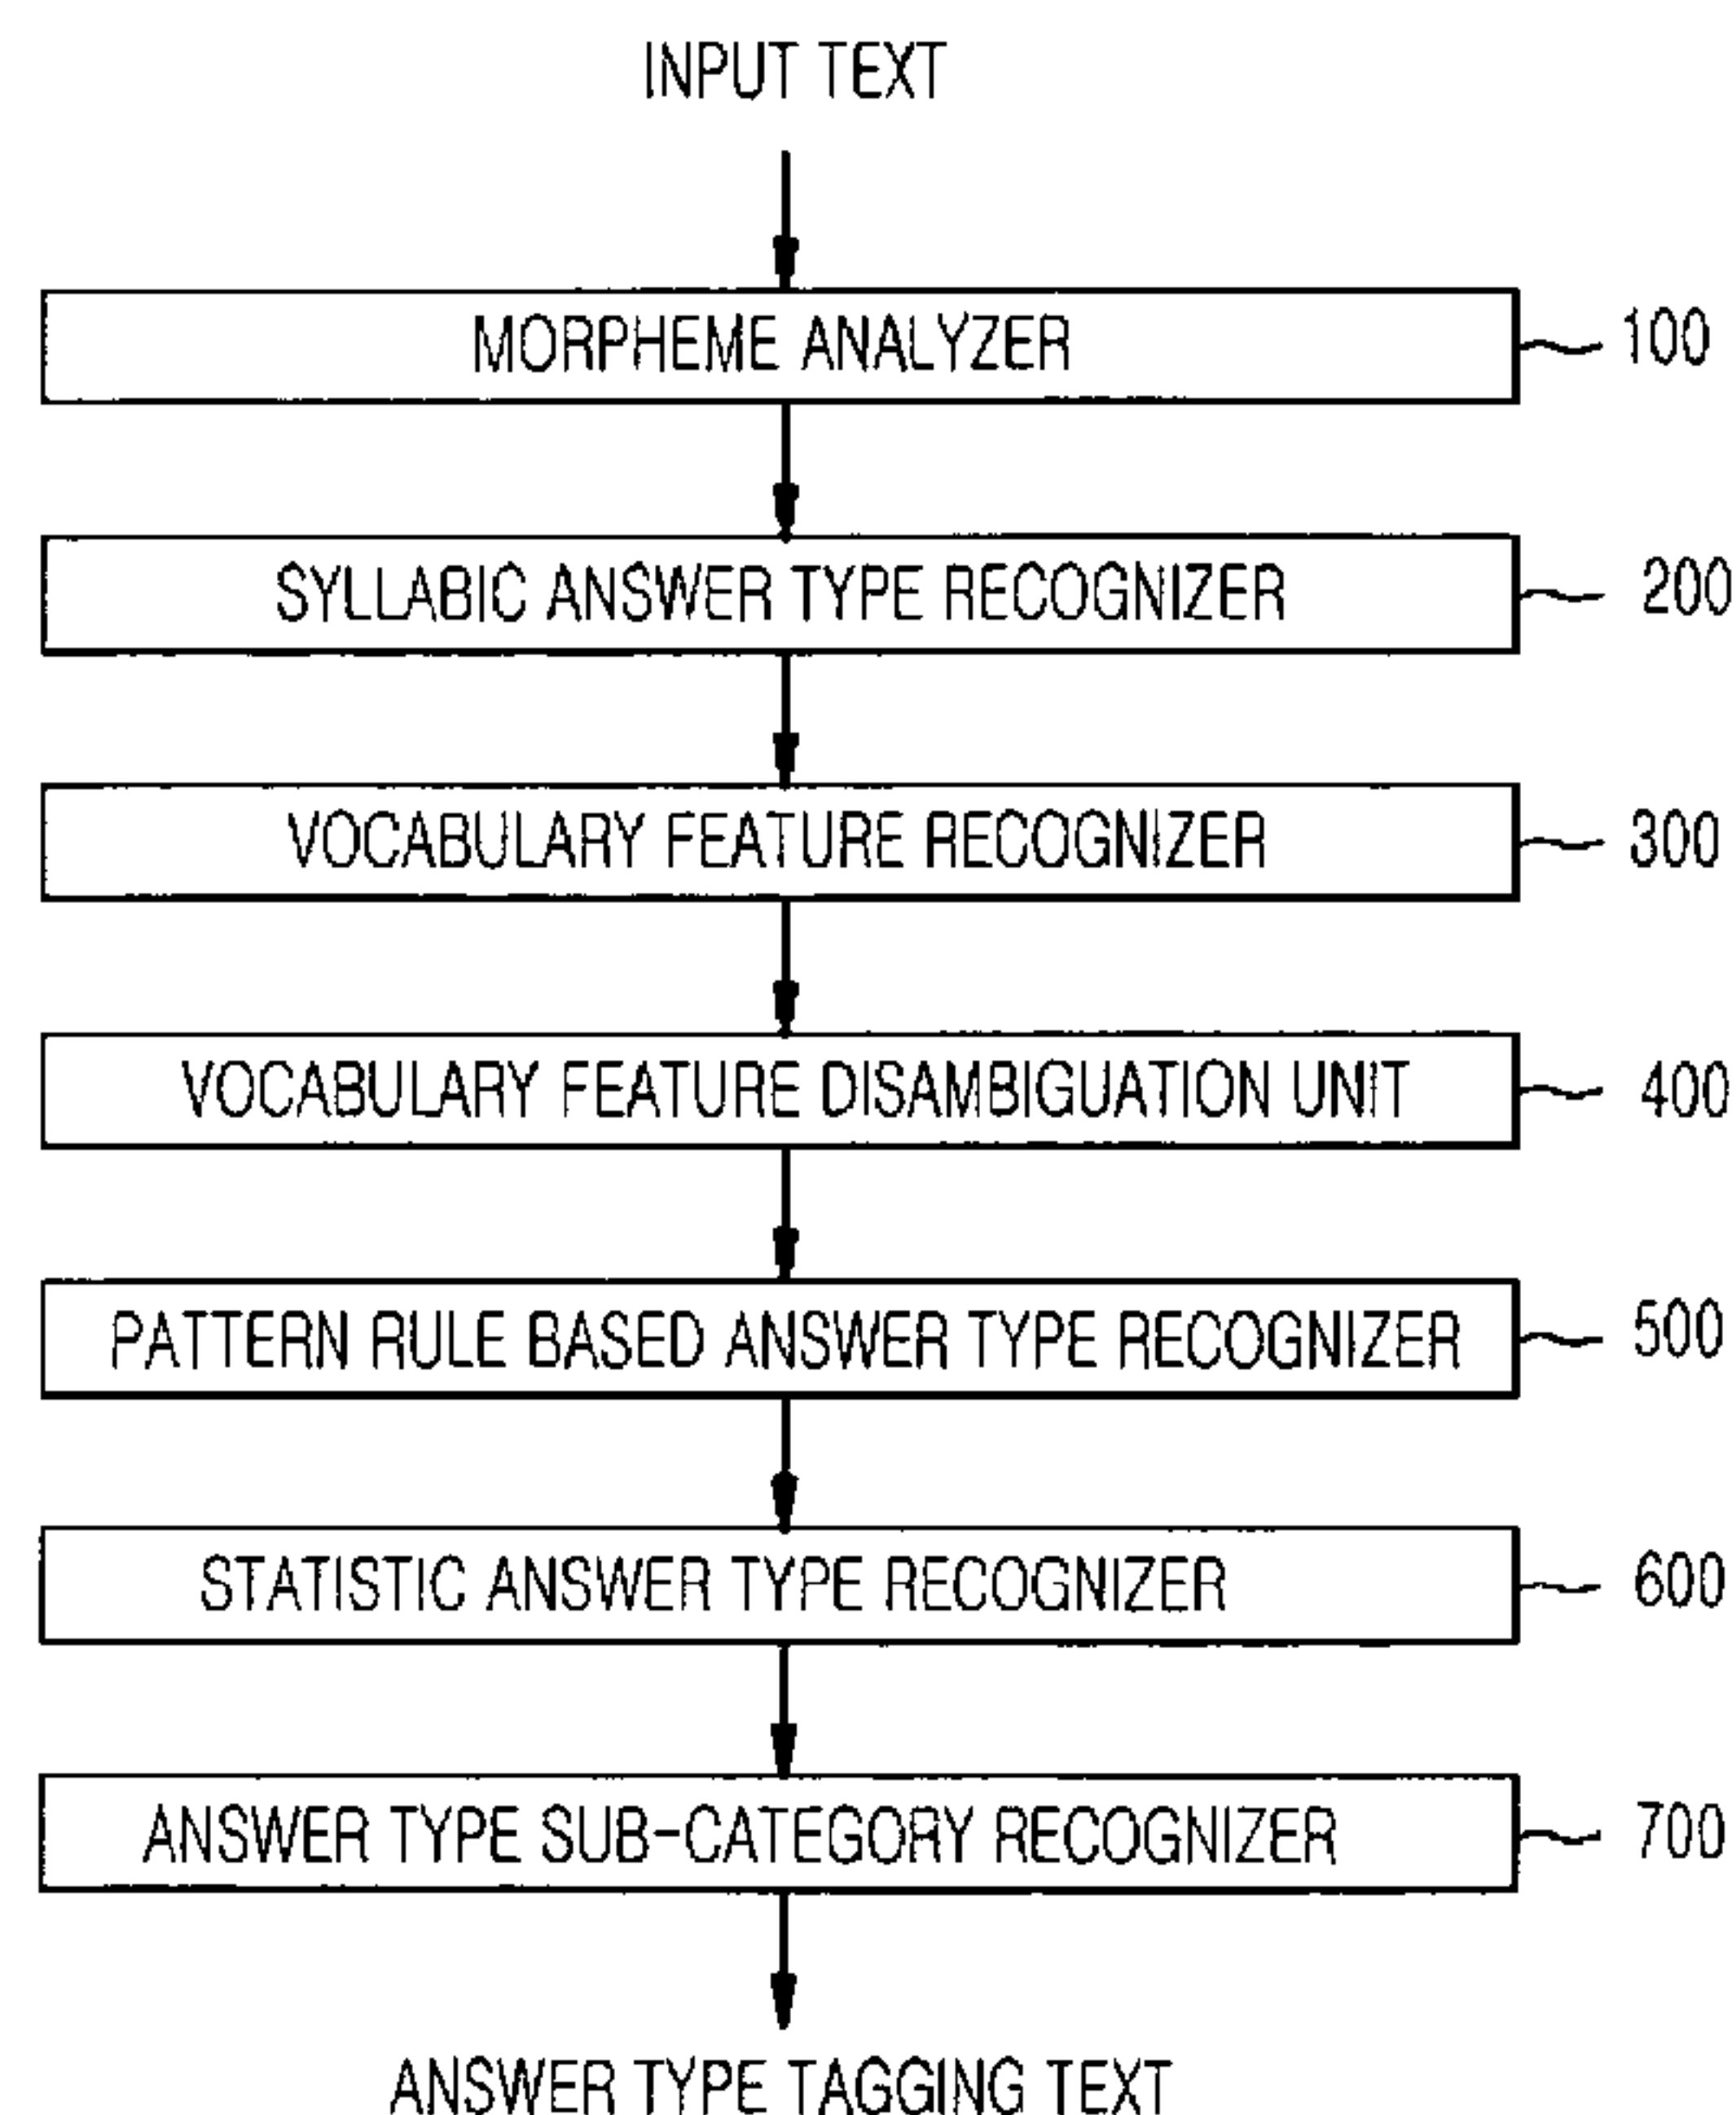 INPUT TEXT
MORPHEME ANALYZER 100
SYLLABIC ANSWER TYPE RECOGNIZER 200
VOCABULARY FEATURE RECOGNIZER 300
VOCABULARY FEATURE DISAMBIGUATION UNIT 400
PATTERN RULE BASED ANSWER TYPE RECOGNIZER 500
STATISTIC ANSWER TYPE RECOGNIZER 600
ANSWER TYPE SUB-CATEGORY RECOGNIZER 700
ANSWER TYPE TAGGING TEXT